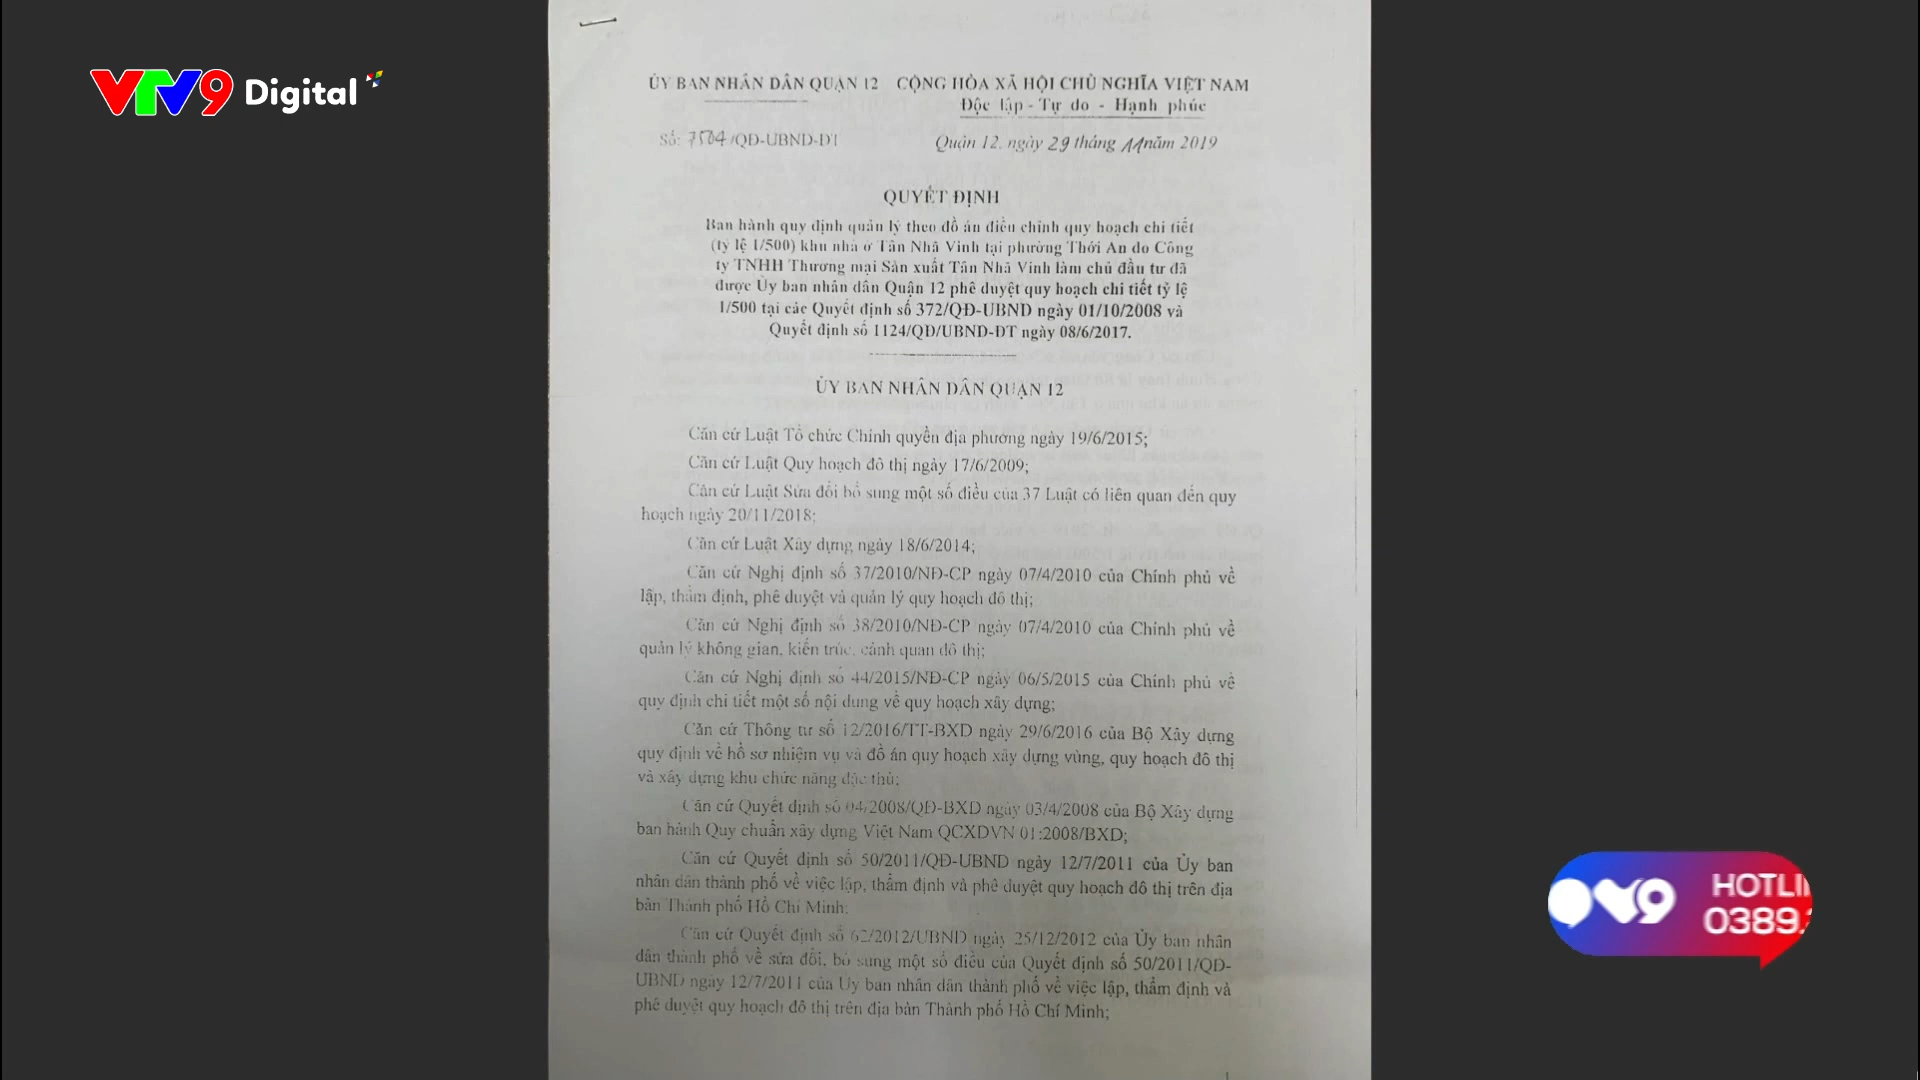 VTV9 Digital
ỦY BAN NHÂN DÂN QUẬN 12 CỘNG HÒA XÃ HỘI CHỦ NGHĨA VIỆT NAM
Độc lập - Tự do - Hạnh phúc
Số: 7504/QĐ-UBND-ĐT Quận 12, ngày 29 tháng 11 năm 2019
QUYẾT ĐỊNH
Ban hành quy định quản lý theo đồ án điều chỉnh quy hoạch chi tiết
(tỷ lệ 1/500) khu nhà ở Tân Nhã Vinh tại phường Thới An do Công
ty TNHH Thương mại Sản xuất Tân Nhã Vinh làm chủ đầu tư đã
được Ủy ban nhân dân Quận 12 phê duyệt quy hoạch chi tiết tỷ lệ
1/500 tại các Quyết định số 372/QĐ-UBND ngày 01/10/2008 và
Quyết định số 1124/QĐ/UBND-ĐT ngày 08/6/2017.
ỦY BAN NHÂN DÂN QUẬN 12
Căn cứ Luật Tổ chức Chính quyền địa phương ngày 19/6/2015;
Căn cứ Luật Quy hoạch đô thị ngày 17/6/2009;
Căn cứ Luật Sửa đổi bổ sung một số điều của 37 Luật có liên quan đến quy
hoạch ngày 20/11/2018;
Căn cứ Luật Xây dựng ngày 18/6/2014;
Căn cứ Nghị định số 37/2010/NĐ-CP ngày 07/4/2010 của Chính phủ về
lập, thẩm định, phê duyệt và quản lý quy hoạch đô thị;
Căn cứ Nghị định số 38/2010/NĐ-CP ngày 07/4/2010 của Chính phủ về
quản lý không gian, kiến trúc, cảnh quan đô thị;
Căn cứ Nghị định số 44/2015/NĐ-CP ngày 06/5/2015 của Chính phủ về
quy định chi tiết một số nội dung về quy hoạch xây dựng;
Căn cứ Thông tư số 12/2016/TT-BXD ngày 29/6/2016 của Bộ Xây dựng
quy định về hồ sơ nhiệm vụ và đồ án quy hoạch xây dựng vùng, quy hoạch đô thị
và xây dựng khu chức năng đặc thù;
Căn cứ Quyết định số 04/2008/QĐ-BXD ngày 03/4/2008 của Bộ Xây dựng
ban hành Quy chuẩn xây dựng Việt Nam QCXDVN 01:2008/BXD;
Căn cứ Quyết định số 50/2011/QĐ-UBND ngày 12/7/2011 của Ủy ban
nhân dân thành phố về việc lập, thẩm định và phê duyệt quy hoạch đô thị trên địa
bàn Thành phố Hồ Chí Minh;
Căn cứ Quyết định số 62/2012/UBND ngày 25/12/2012 của Ủy ban nhân
dân thành phố về sửa đổi, bổ sung một số điều của Quyết định số 50/2011/QĐ-
UBND ngày 12/7/2011 của Ủy ban nhân dân thành phố về việc lập, thẩm định và
phê duyệt quy hoạch đô thị trên địa bàn Thành phố Hồ Chí Minh;
HOTLI
0389.